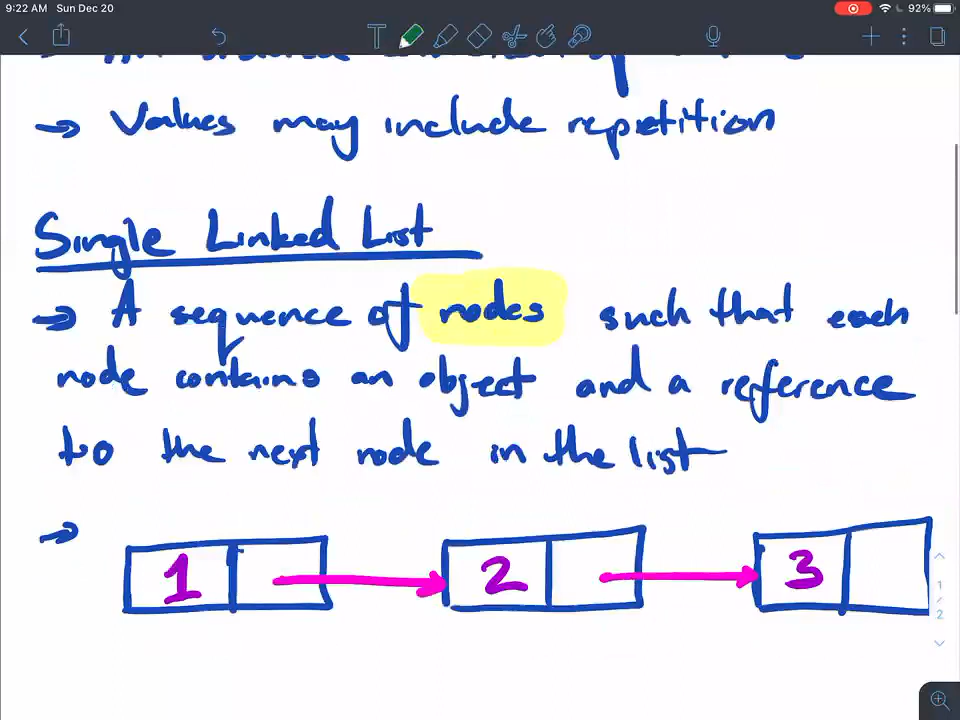 9:22 AM Sun Dec 20
92%
→ Values may include repetition
Single Linked List
→ A sequence of nodes such that each
node contains an object and a reference
to the next node in the list
→
1 2 3
1
/
2